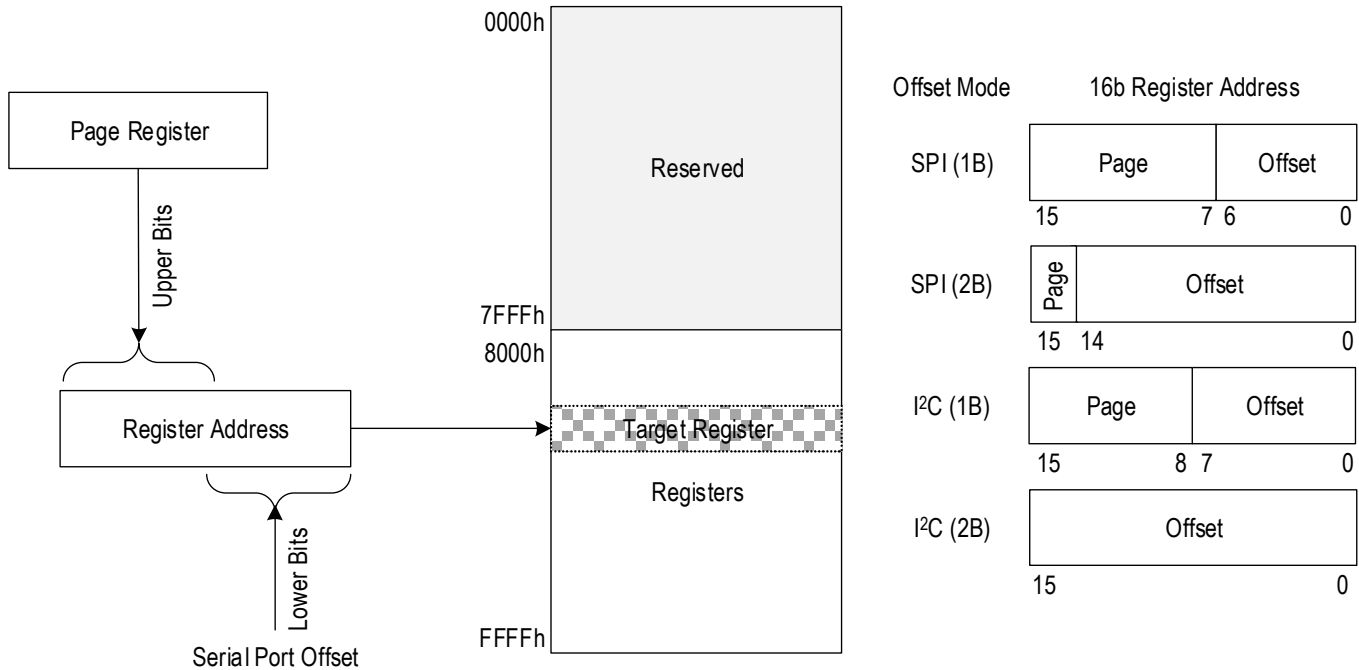 Page Register
Upper Bits
Register Address
Lower Bits
Serial Port Offset
0000h
Reserved
7FFFh
8000h
Target Register
Registers
FFFFh
Offset Mode 16b Register Address
SPI (1B) Page Offset
15 7 6 0
SPI (2B) Page Offset
15 14 0
I²C (1B) Page Offset
15 8 7 0
I²C (2B) Offset
15 0